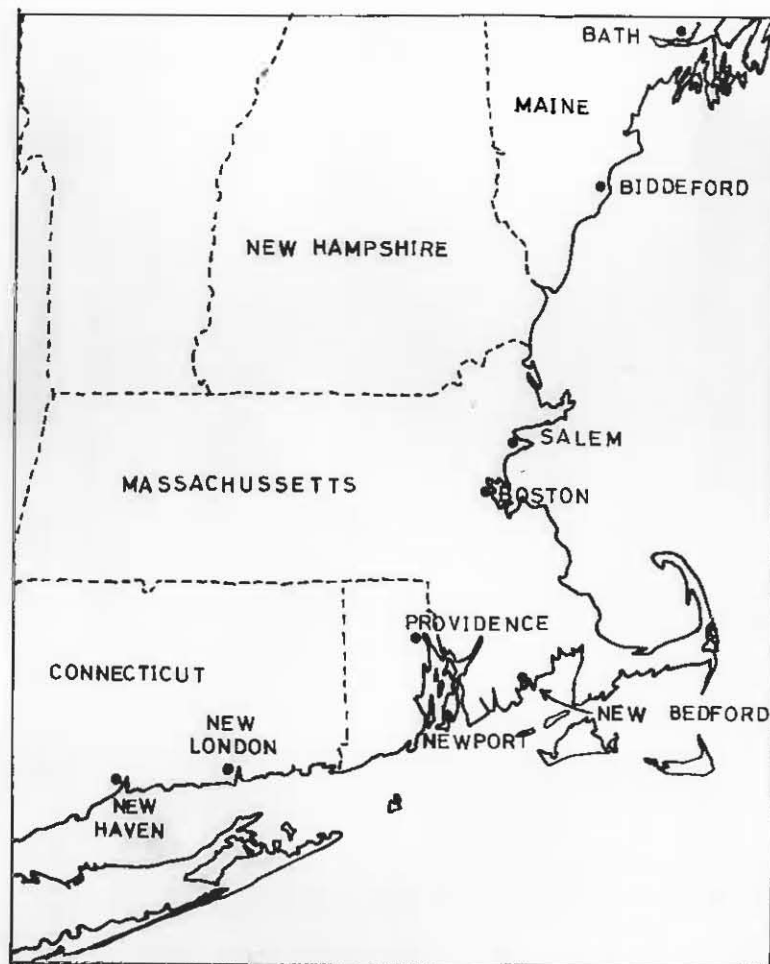 BATH
MAINE
BIDDEFORD
NEW HAMPSHIRE
SALEM
MASSACHUSSETTS
BOSTON
PROVIDENCE
CONNECTICUT
NEW
LONDON
NEW BEDFORD
NEWPORT
NEW
HAVEN